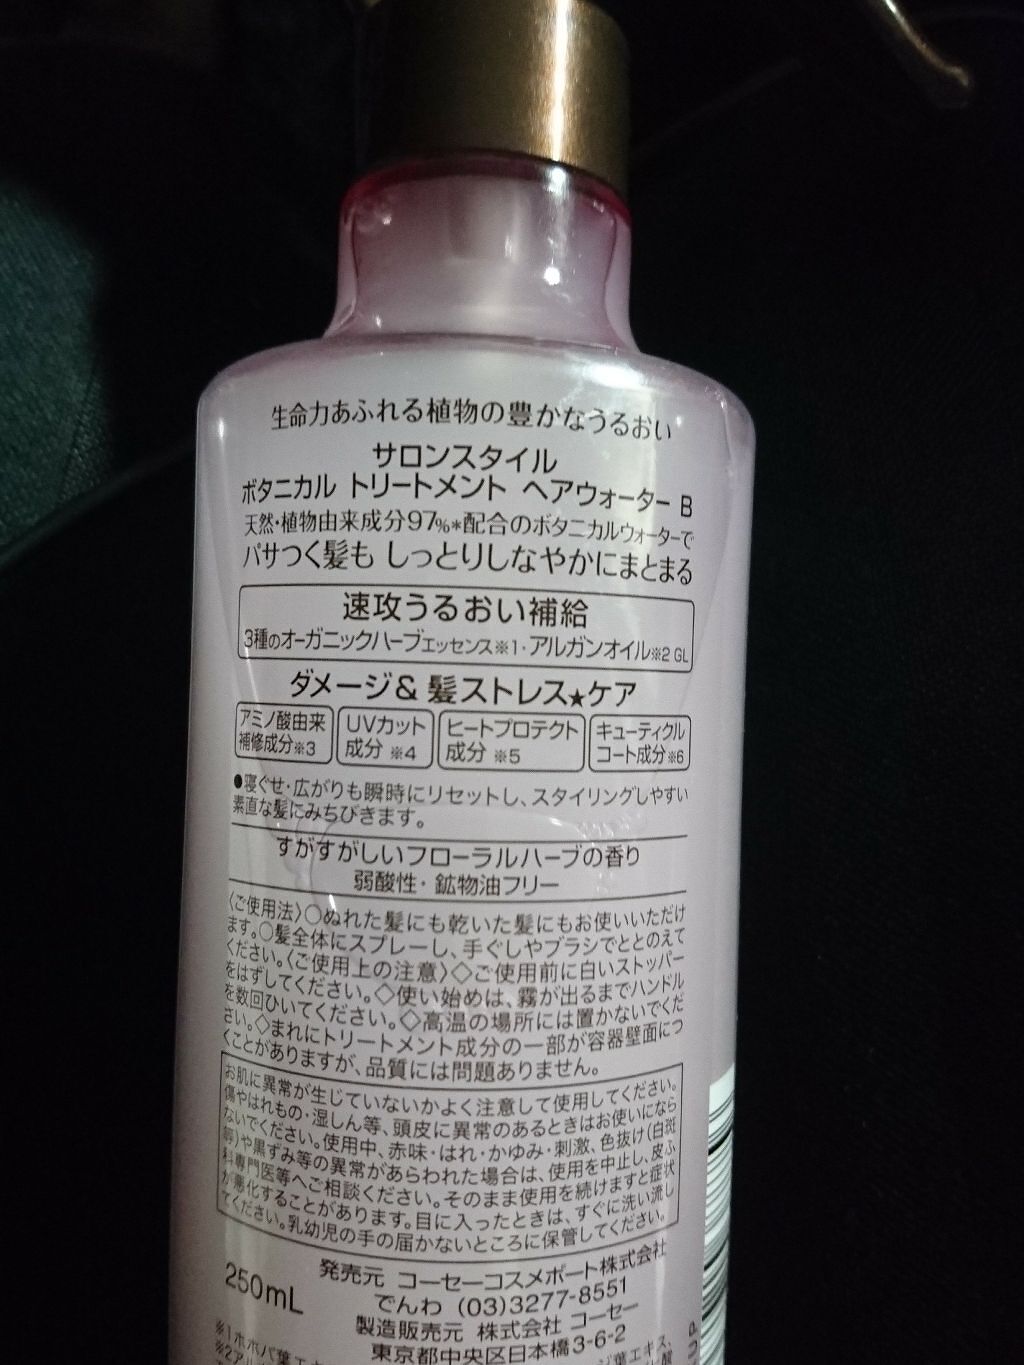 生命力あふれる植物の豊かなうるおい
サロンスタイル
ボタニカル トリートメント ヘアウォーター B
天然・植物由来成分97%*配合のボタニカルウォーターで
パサつく髪も しっとりしなやかにまとまる
速攻うるおい補給
3種のオーガニックハーブエッセンス※1・アルガンオイル※2 GL
ダメージ& 髪ストレス★ケア
アミノ酸由来
補修成分※3
UVカット
成分 ※4
ヒートプロテクト
成分 ※5
キューティクル
コート成分※6
●寝ぐせ・広がりも瞬時にリセットし、スタイリングしやすい
素直な髪にみちびきます。
すがすがしいフローラルハーブの香り
弱酸性・鉱物油フリー
〈ご使用法〉○ぬれた髪にも乾いた髪にもお使いいただけ
ます。○髪全体にスプレーし、手ぐしやブラシでととのえて
ください。〈ご使用上の注意〉◇ご使用前に白いストッパー
をはずしてください。◇使い始めは、霧が出るまでハンドル
を数回ひいてください。◇高温の場所には置かないでくだ
さい。◇まれにトリートメント成分の一部が容器壁面につ
くことがありますが、品質には問題ありません。
お肌に異常が生じていないかよく注意して使用してください。
傷やはれもの・湿しん等、頭皮に異常のあるときはお使いになら
ないでください。使用中、赤味・はれ・かゆみ・刺激、色抜け(白斑
等)や黒ずみ等の異常があらわれた場合は、使用を中止し、皮ふ
科専門医等へご相談ください。そのまま使用を続けますと症状
が悪化することがあります。目に入ったときは、すぐに洗い流し
てください。乳幼児の手の届かないところに保管してください。
250mL
発売元 コーセーコスメポート株式会社
でんわ (03)3277-8551
製造販売元 株式会社 コーセー
東京都中央区日本橋3-6-2
※1ホホバ葉エキス